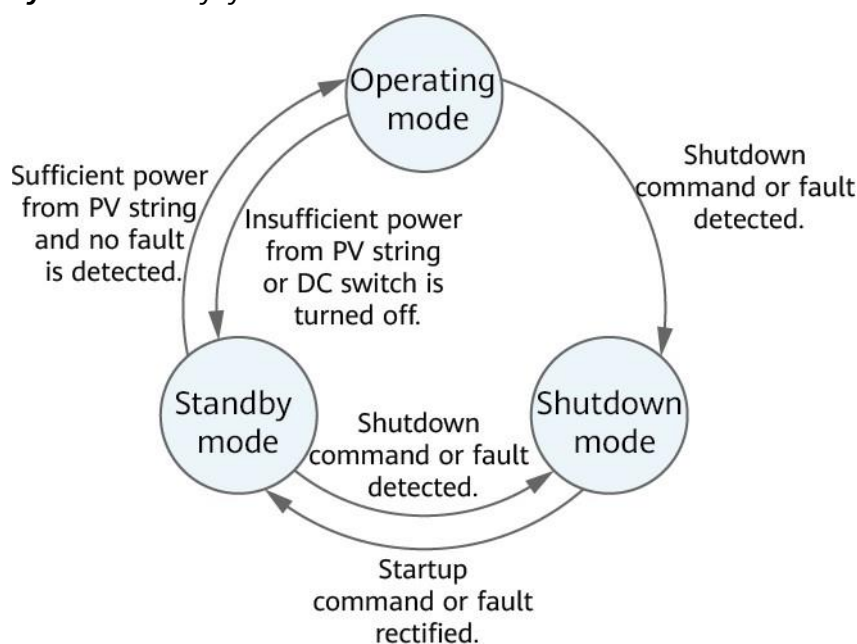 Operating
mode
Shutdown
command or fault
detected.
Sufficient power
from PV string
and no fault
is detected.
Insufficient power
from PV string
or DC switch is
turned off.
Standby
mode
Shutdown
command or fault
detected.
Shutdown
mode
Startup
command or fault
rectified.